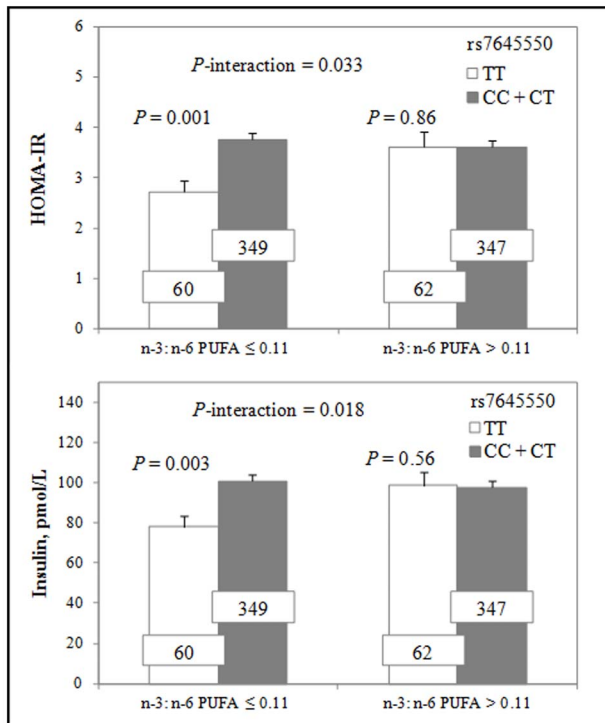 6
rs7645550
P-interaction = 0.033
TT
5
CC + CT
P = 0.001
P = 0.86
4
HOMA-IR
3
2
349
347
1
60
62
0
n-3: n-6 PUFA ≤ 0.11
n-3: n-6 PUFA > 0.11
140
rs7645550
P-interaction = 0.018
TT
120
CC + CT
P = 0.003
P = 0.56
100
80
Insulin, pmol/L
60
40
349
347
20
60
62
0
n-3: n-6 PUFA ≤ 0.11
n-3: n-6 PUFA > 0.11